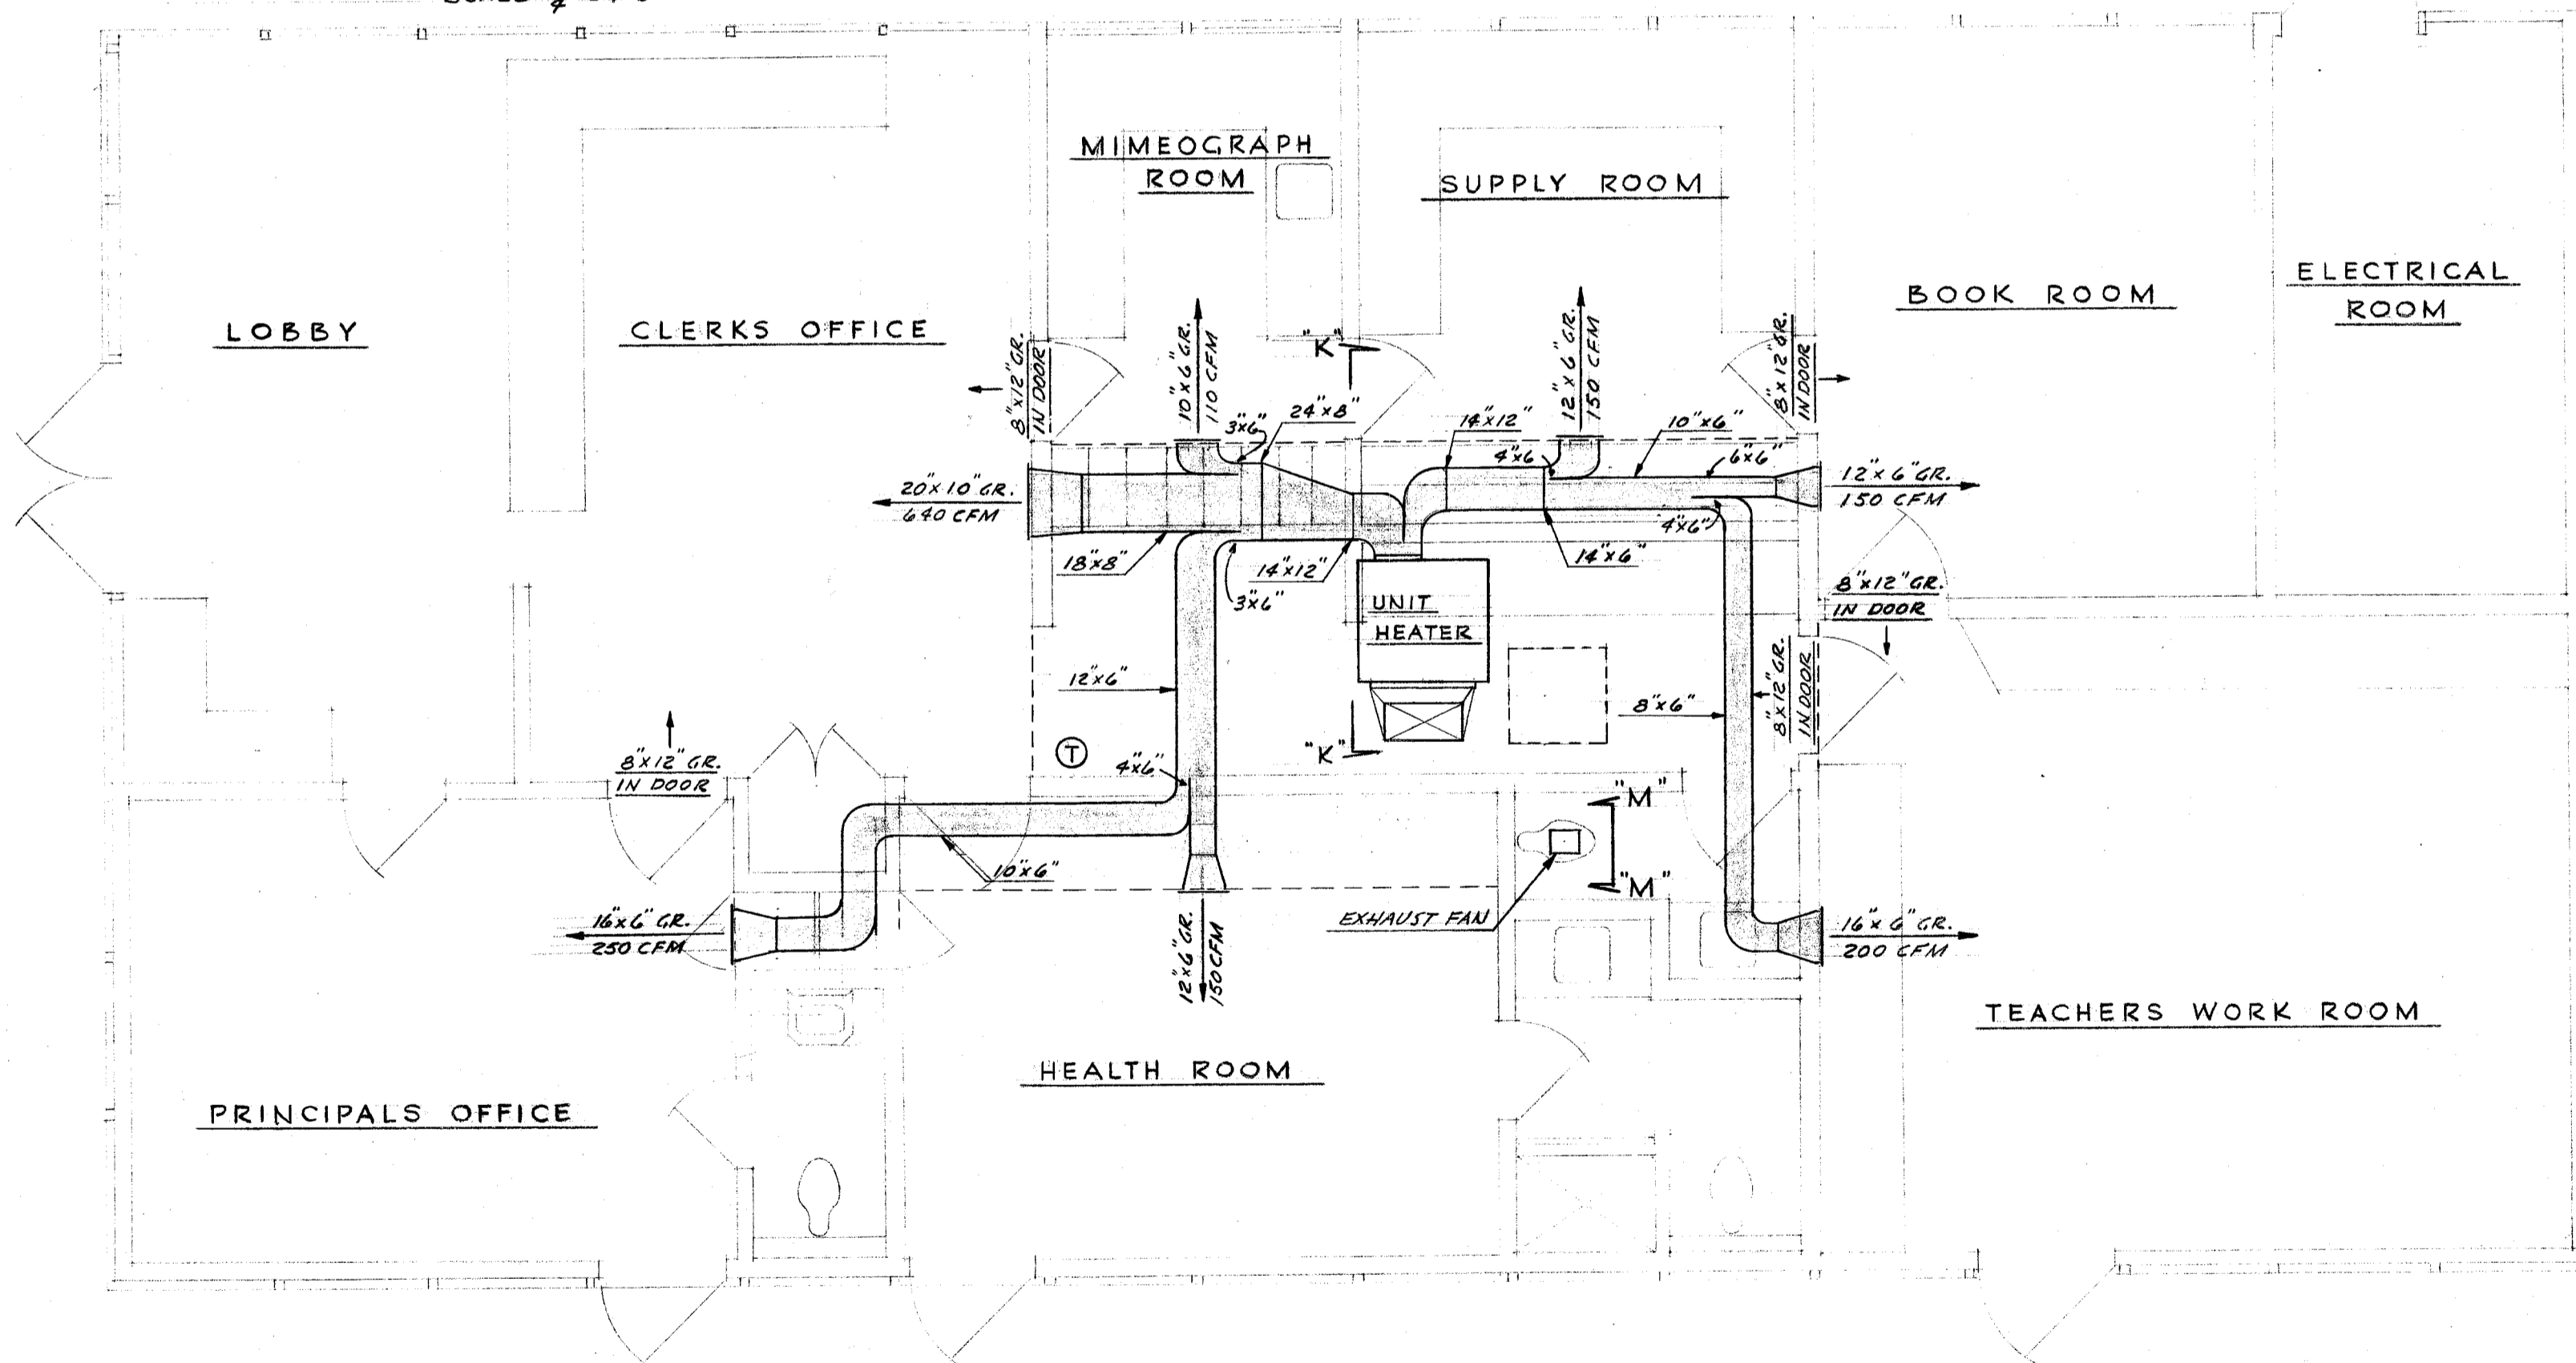 MIMEOGRAPH
ROOM
SUPPLY ROOM
BOOK ROOM
ELECTRICAL
ROOM
LOBBY
CLERKS OFFICE
8"x12" GR.
IN DOOR
10"x6" GR.
110 CFM
"K"
12"x6" GR.
150 CFM
8"x12" GR.
IN DOOR
3"x6"
24"x8"
14"x12"
4"x6
10"x6"
6"x6"
20"x10" GR.
640 CFM
12"x6" GR.
150 CFM
18"x8"
14"x12"
3"x6"
14"x6"
4"x6"
UNIT
HEATER
8"x12" GR.
IN DOOR
12"x6"
8"x6"
8"x12" GR.
IN DOOR
8"x12" GR.
IN DOOR
T
4"x6"
"K"
"M"
10"x6"
"M"
EXHAUST FAN
16"x6" GR.
250 CFM
12"x6" GR.
150 CFM
16"x6" GR.
200 CFM
TEACHERS WORK ROOM
HEALTH ROOM
PRINCIPALS OFFICE